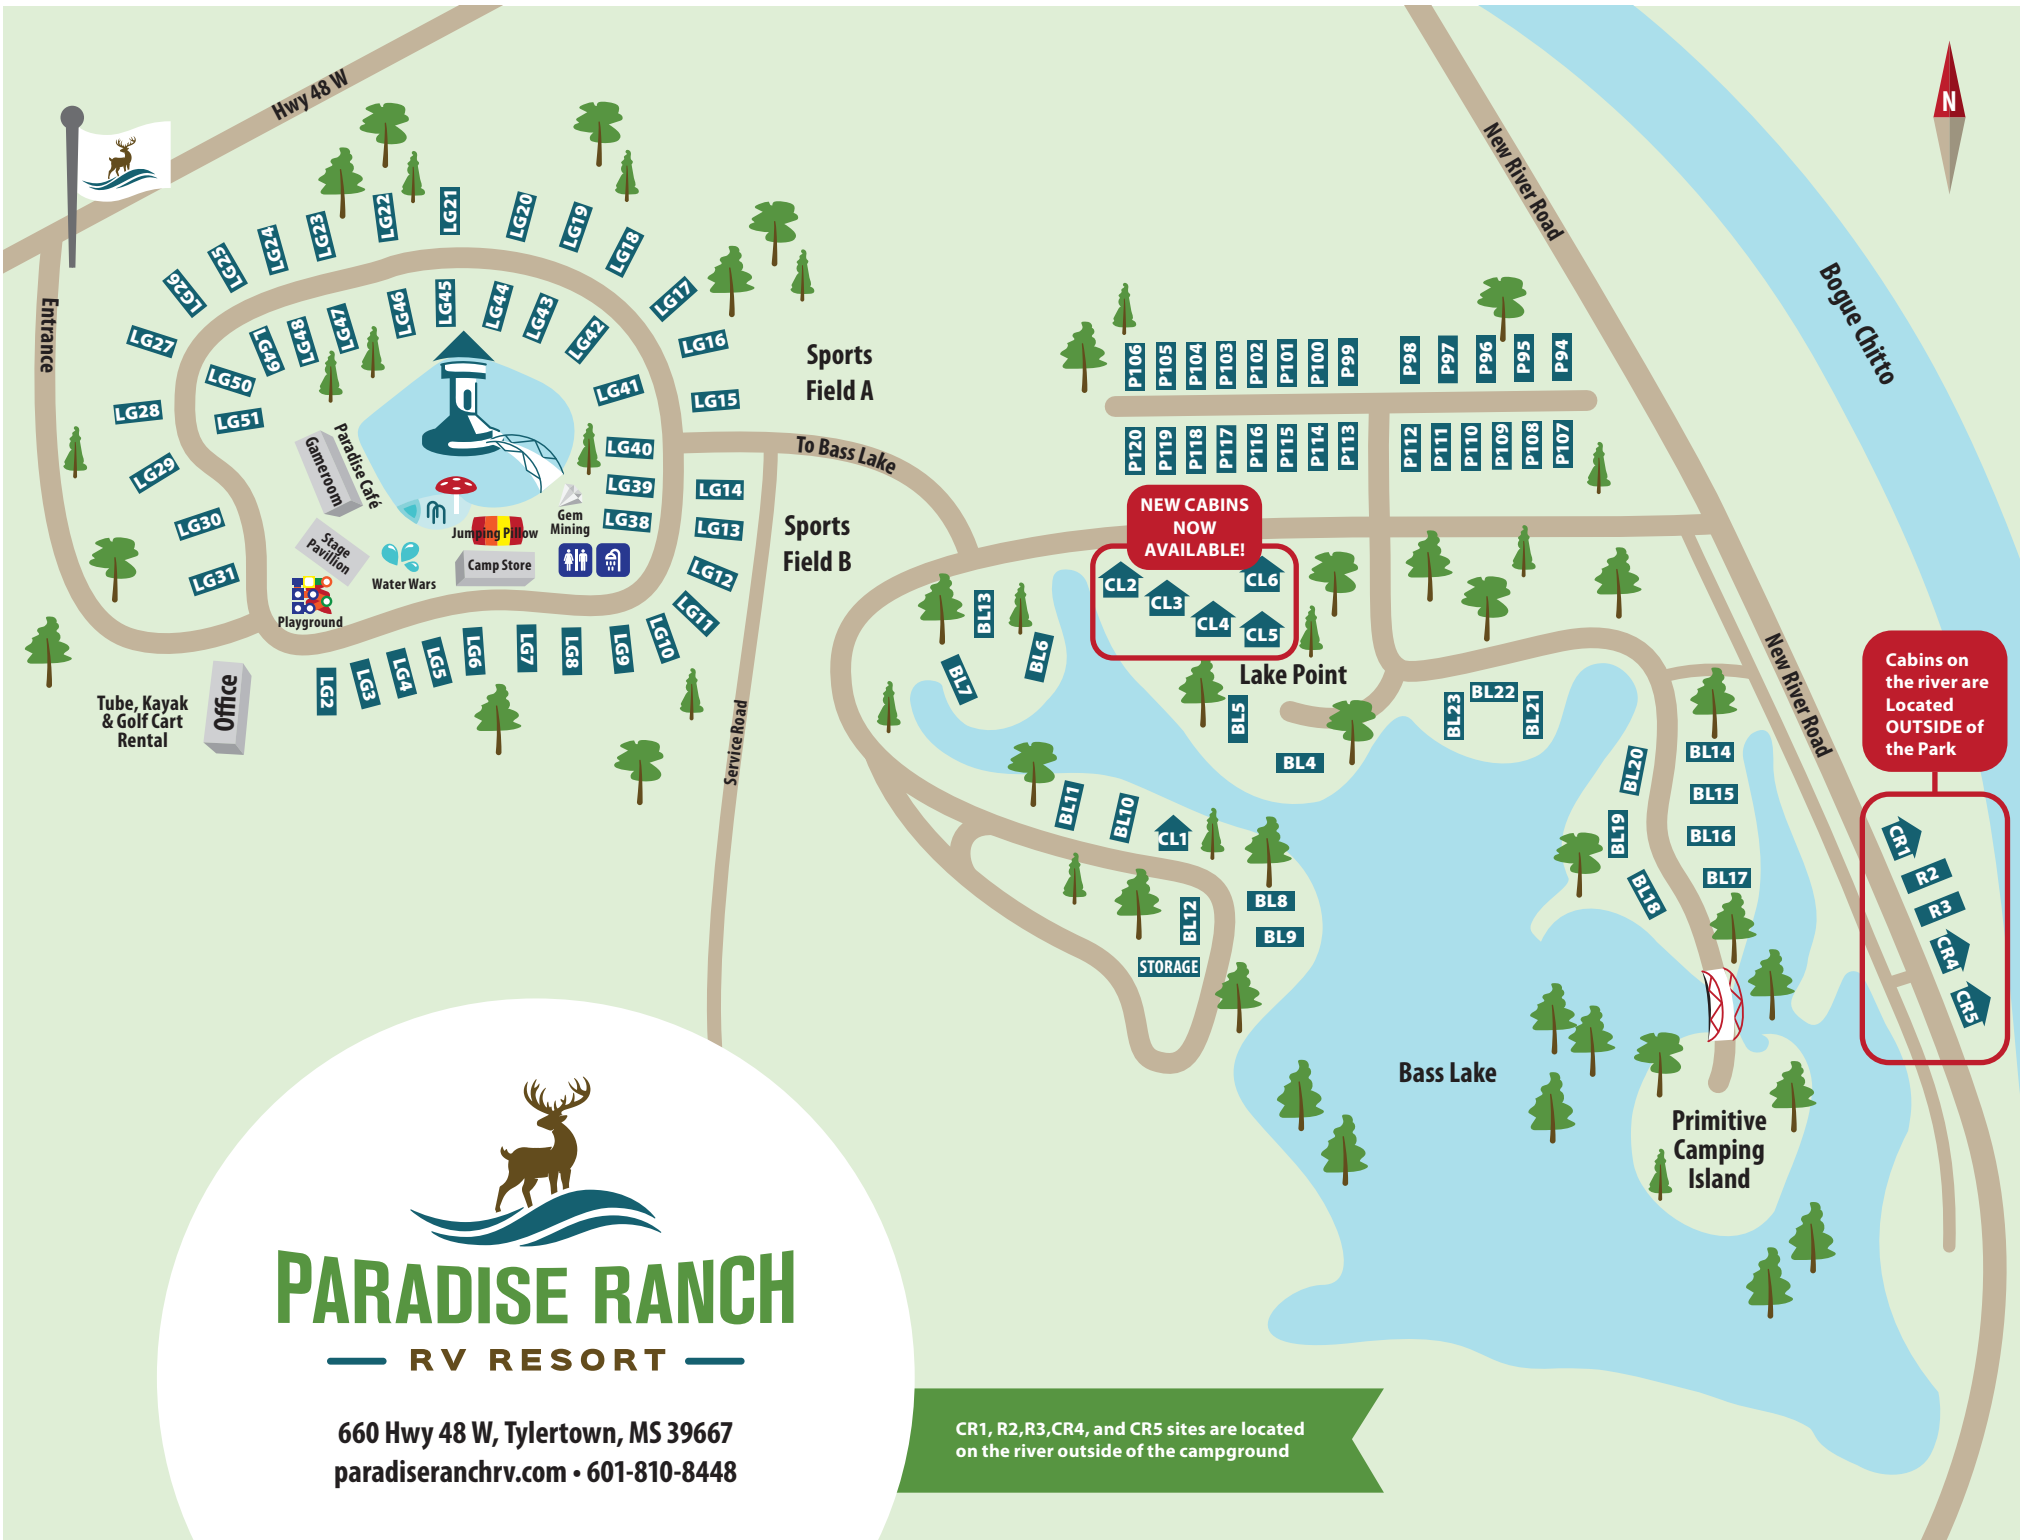 Hwy 48 W
New River Road
N
Bogue Chitto
Entrance
LG22
LG21
LG20
LG19
LG18
LG23
LG24
LG25
LG26
LG17
LG27
LG16
LG28
LG15
LG29
LG14
LG30
LG13
LG31
LG12
LG11
LG10
LG49
LG48
LG47
LG46
LG45
LG44
LG43
LG42
LG50
LG51
LG41
LG40
LG39
LG38
Sports
Field A
To Bass Lake
Sports
Field B
Paradise Café
Gameroom
Stage
Pavillion
Water Wars
Playground
Jumping Pillow
Camp Store
Gem
Mining
LG2
LG3
LG4
LG5
LG6
LG7
LG8
LG9
Tube, Kayak
& Golf Cart
Rental
Office
Service Road
P106
P105
P104
P103
P102
P101
P100
P99
P98
P97
P96
P95
P94
P120
P119
P118
P117
P116
P115
P114
P113
P112
P111
P110
P109
P108
P107
NEW CABINS
NOW
AVAILABLE!
CL2
CL3
CL4
CL6
CL5
Lake Point
BL13
BL6
BL7
BL5
BL4
BL23
BL22
BL21
BL20
BL14
BL15
BL16
BL17
BL19
BL18
BL11
BL10
CL1
BL8
BL9
BL12
STORAGE
New River Road
Cabins on
the river are
Located
OUTSIDE of
the Park
CR1
R2
R3
CR4
CR5
Bass Lake
Primitive
Camping
Island
PARADISE RANCH
RV RESORT
660 Hwy 48 W, Tylertown, MS 39667
paradiseranchrv.com • 601-810-8448
CR1, R2,R3,CR4, and CR5 sites are located
on the river outside of the campground